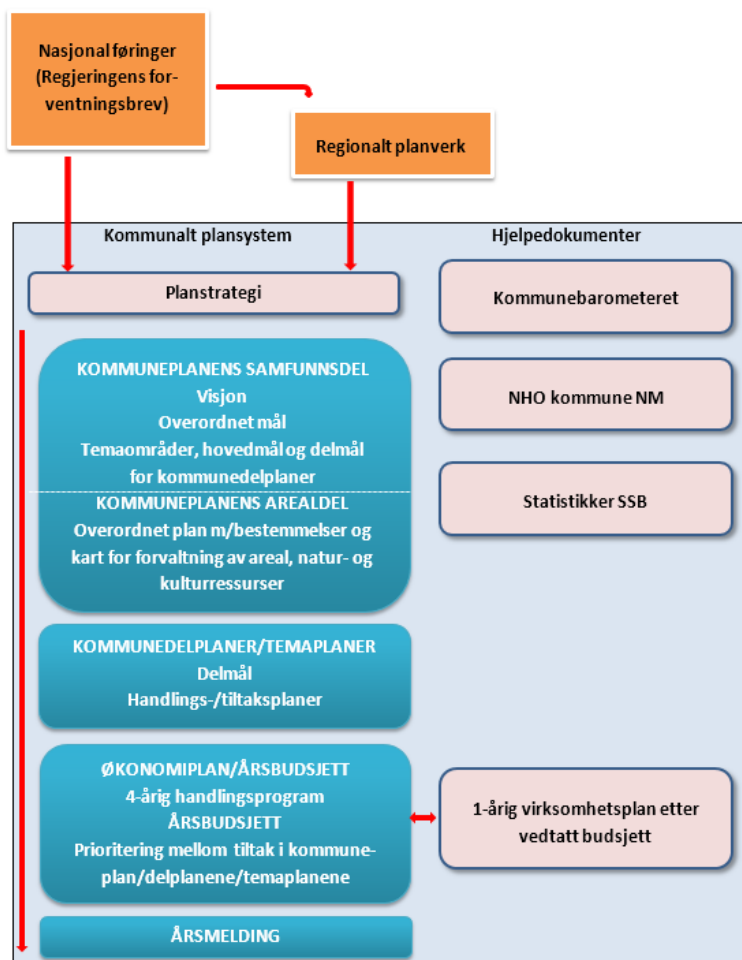 Nasjonal føringer
(Regjeringens for-
ventningsbrev)
Regionalt planverk
Kommunalt plansystem
Hjelpedokumenter
Planstrategi
Kommunebarometeret
KOMMUNEPLANENS SAMFUNNSDEL
Visjon
Overordnet mål
Temaområder, hovedmål og delmål
for kommunedelplaner
KOMMUNEPLANENS AREALDEL
Overordnet plan m/bestemmelser og
kart for forvaltning av areal, natur- og
kulturressurser
NHO kommune NM
Statistikker SSB
KOMMUNEDELPLANER/TEMAPLANER
Delmål
Handlings-/tiltaksplaner
ØKONOMIPLAN/ÅRSBUDSJETT
4-årig handlingsprogram
ÅRSBUDSJETT
Prioritering mellom tiltak i kommune-
plan/delplanene/temaplanene
1-årig virksomhetsplan etter
vedtatt budsjett
ÅRSMELDING